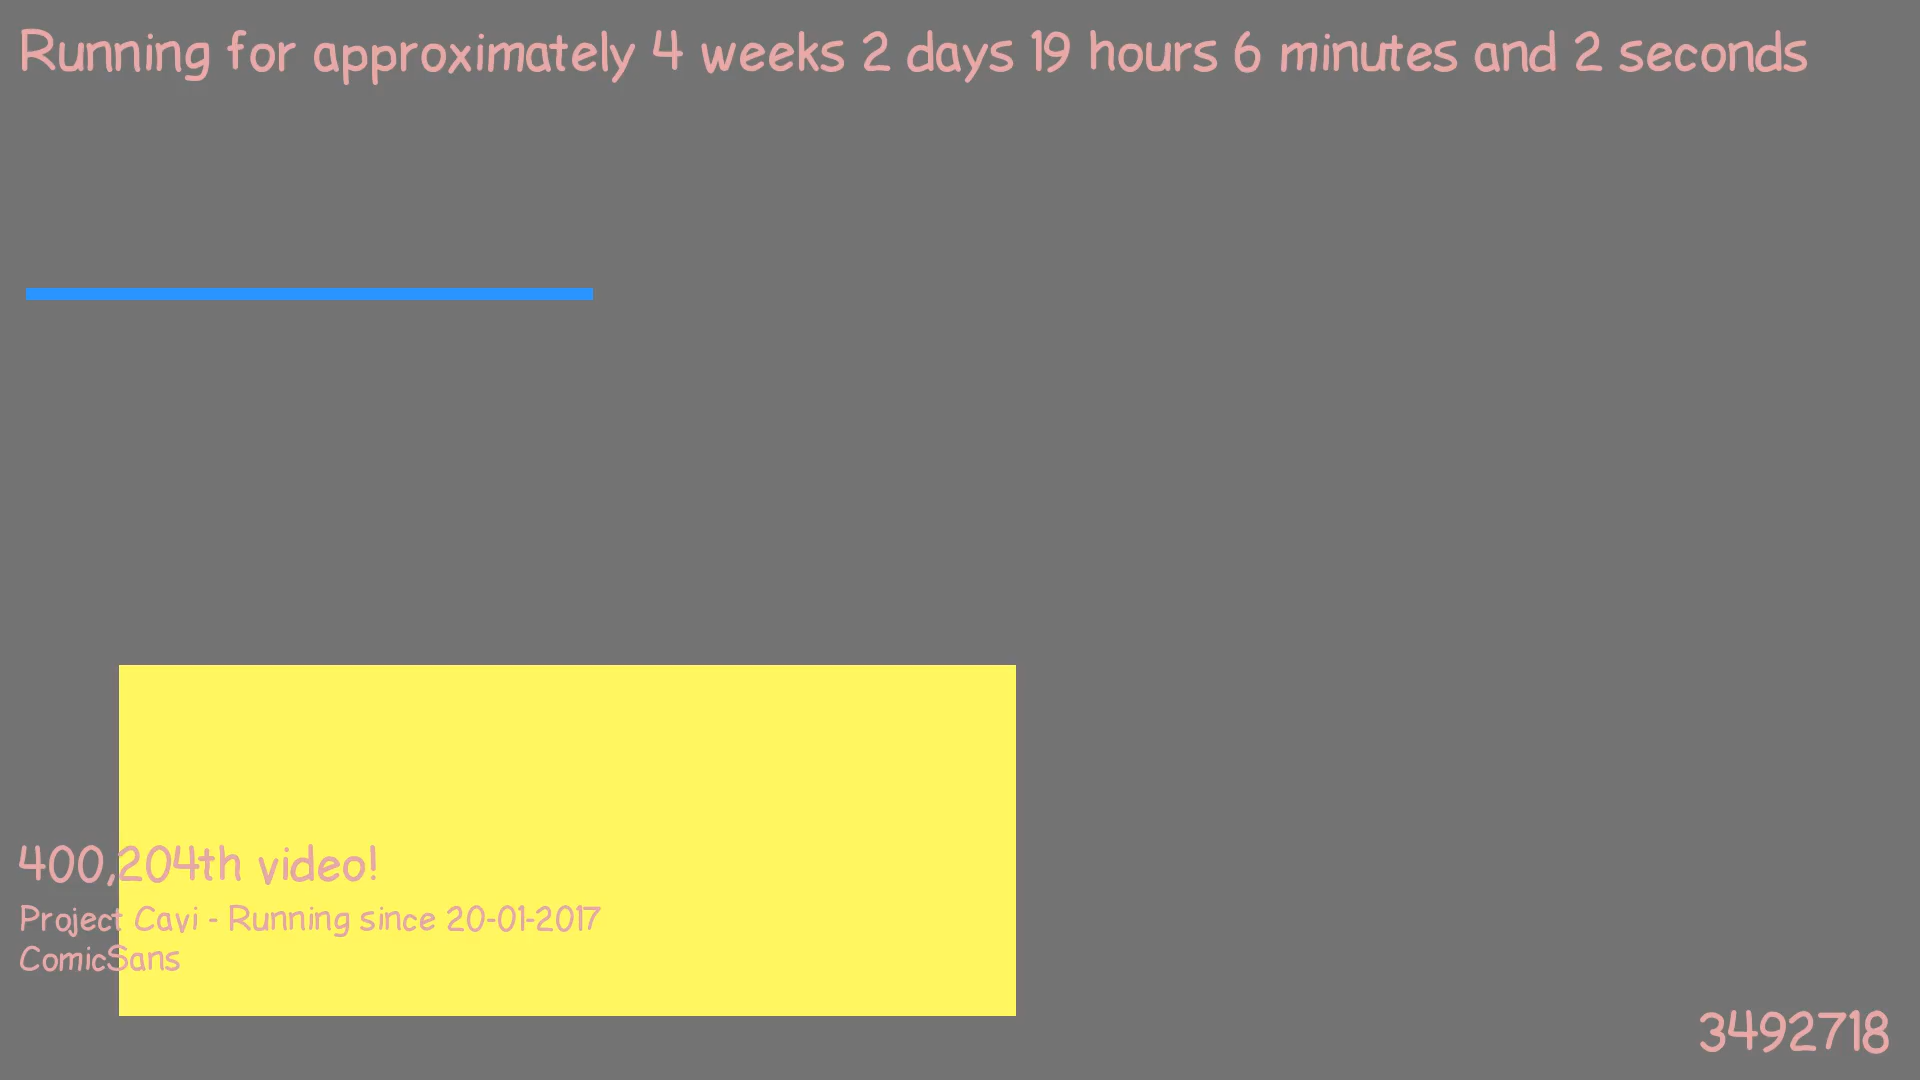 Running for approximately 4 weeks 2 days 19 hours 6 minutes and 2 seconds
400,204th video!
Project Cavi - Running since 20-01-2017
ComicSans
3492718